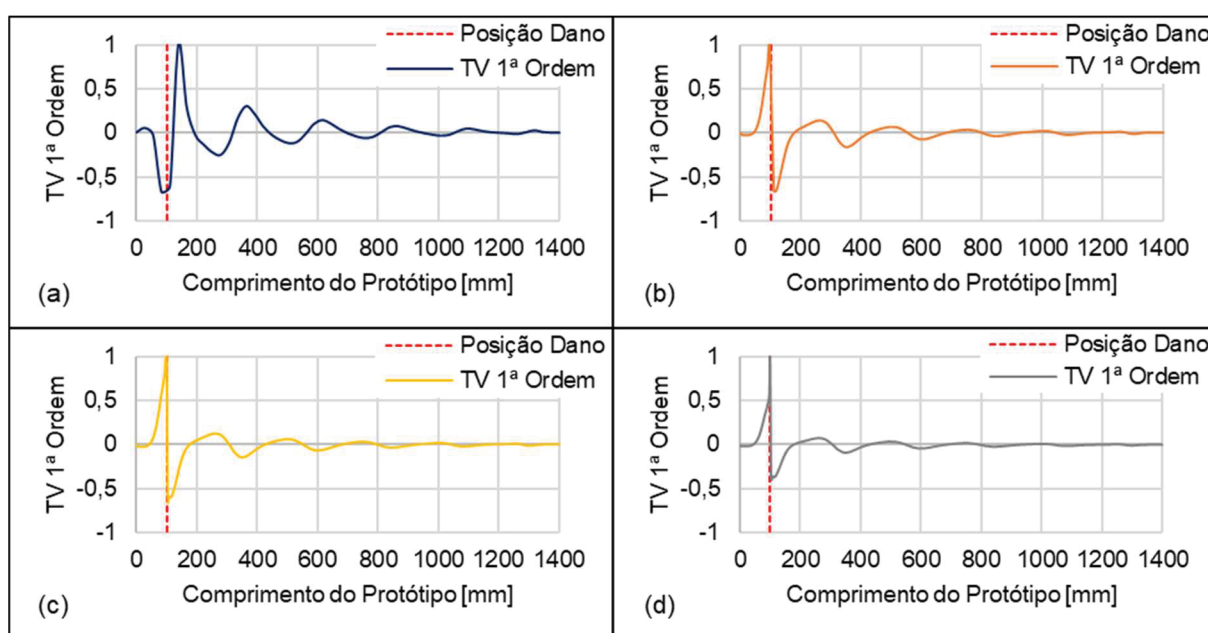 Posição Dano
TV 1ª Ordem
TV 1ª Ordem
1
0,5
0
-0,5
-1
0 200 400 600 800 1000 1200 1400
Comprimento do Protótipo [mm]
(a)
Posição Dano
TV 1ª Ordem
TV 1ª Ordem
1
0,5
0
-0,5
-1
0 200 400 600 800 1000 1200 1400
Comprimento do Protótipo [mm]
(b)
Posição Dano
TV 1ª Ordem
TV 1ª Ordem
1
0,5
0
-0,5
-1
0 200 400 600 800 1000 1200 1400
Comprimento do Protótipo [mm]
(c)
Posição Dano
TV 1ª Ordem
TV 1ª Ordem
1
0,5
0
-0,5
-1
0 200 400 600 800 1000 1200 1400
Comprimento do Protótipo [mm]
(d)